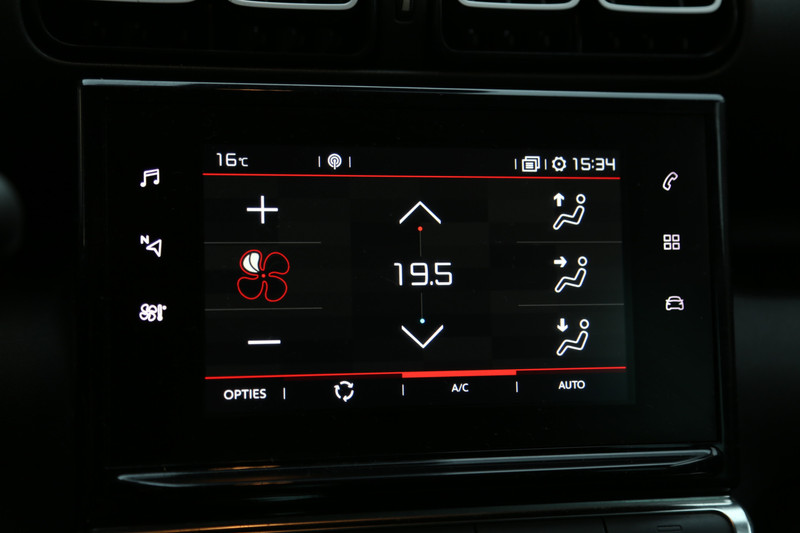 16°C
15:34
N
19.5
OPTIES
A/C
AUTO